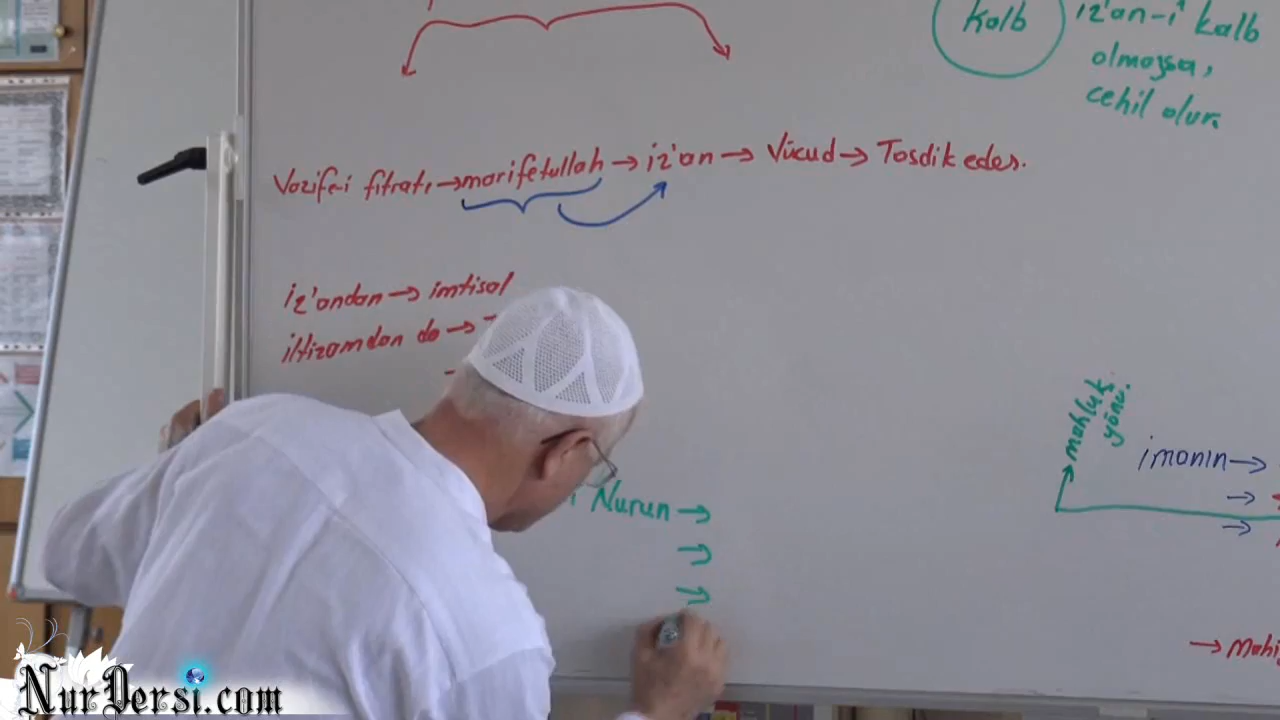 Kalb
iz'an-ı kalb
olmazsa,
cehil olur.
Vazife-i fıtratı → marifetullah → iz'an → Vücud → Tasdik eder.
iz'andan → imtisal
iltizamdan da →
Nurun →
mahluk
yönü.
imanın →
NurDersi.com